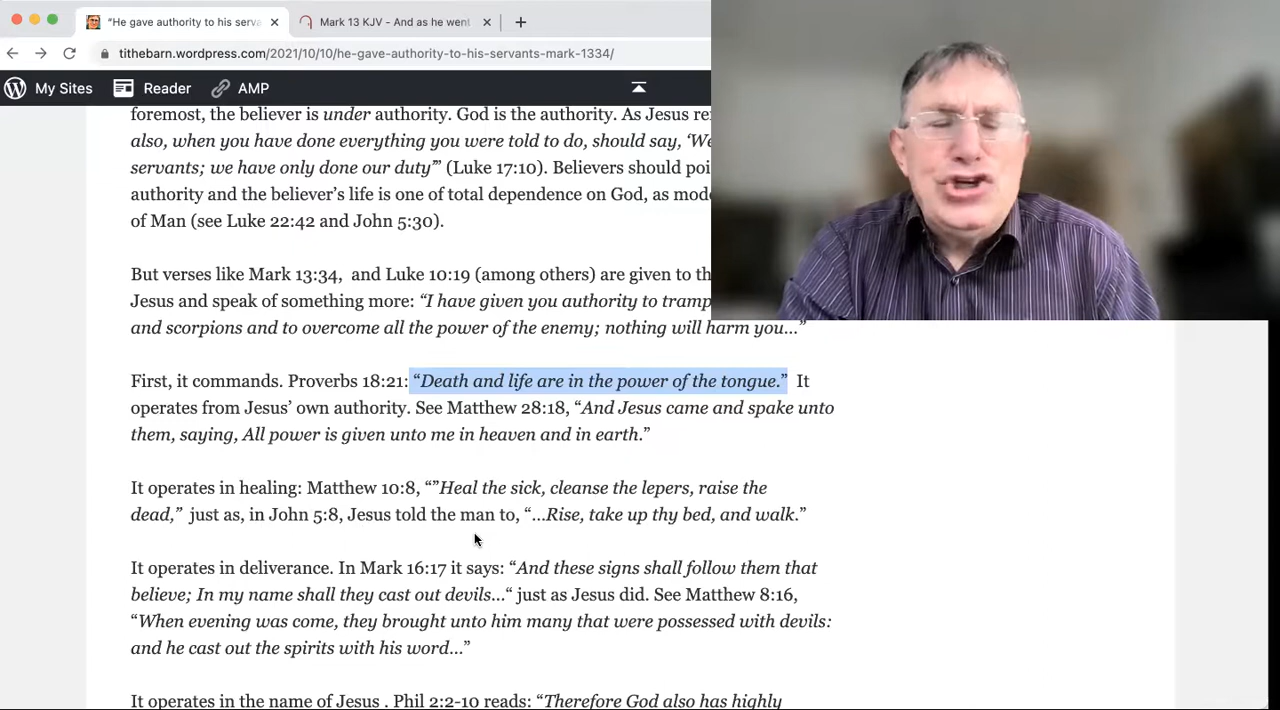 “He gave authority to his serva
Mark 13 KJV - And as he went
tithebarn.wordpress.com/2021/10/10/he-gave-authority-to-his-servants-mark-1334/
My Sites Reader AMP
foremost, the believer is under authority. God is the authority. As Jesus
also, when you have done everything you were told to do, should say,
servants; we have only done our duty’” (Luke 17:10). Believers should
authority and the believer’s life is one of total dependence on God, as
of Man (see Luke 22:42 and John 5:30).
But verses like Mark 13:34, and Luke 10:19 (among others) are given to
Jesus and speak of something more: “I have given you authority to
and scorpions and to overcome all the power of the enemy; nothing will harm you...”
First, it commands. Proverbs 18:21: “Death and life are in the power of the tongue.” It
operates from Jesus’ own authority. See Matthew 28:18, “And Jesus came and spake unto
them, saying, All power is given unto me in heaven and in earth.”
It operates in healing: Matthew 10:8, “”Heal the sick, cleanse the lepers, raise the
dead,” just as, in John 5:8, Jesus told the man to, “...Rise, take up thy bed, and walk.”
It operates in deliverance. In Mark 16:17 it says: “And these signs shall follow them that
believe; In my name shall they cast out devils...“ just as Jesus did. See Matthew 8:16,
“When evening was come, they brought unto him many that were possessed with devils:
and he cast out the spirits with his word...”
It operates in the name of Jesus . Phil 2:2-10 reads: “Therefore God also has highly